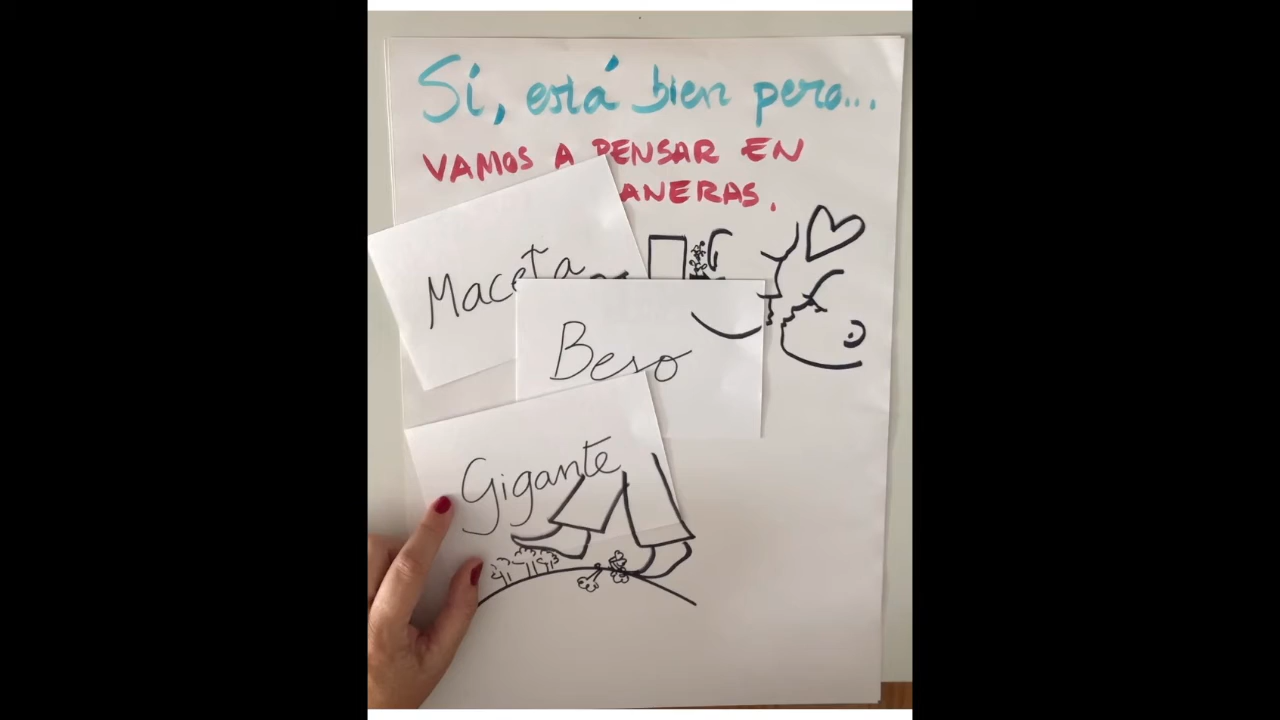 Sí, está bien pero...
VAMOS A PENSAR EN
ANERAS.
Maceta
Beso
Gigante